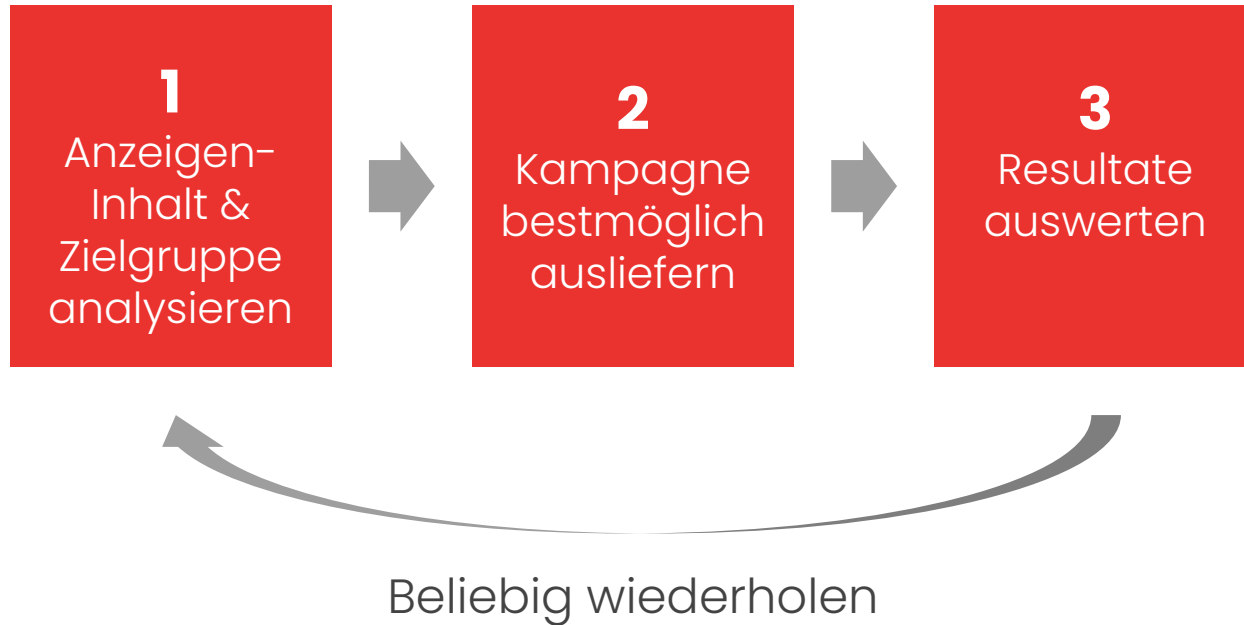 1
Anzeigen-
Inhalt &
Zielgruppe
analysieren
2
Kampagne
bestmöglich
ausliefern
3
Resultate
auswerten
Beliebig wiederholen